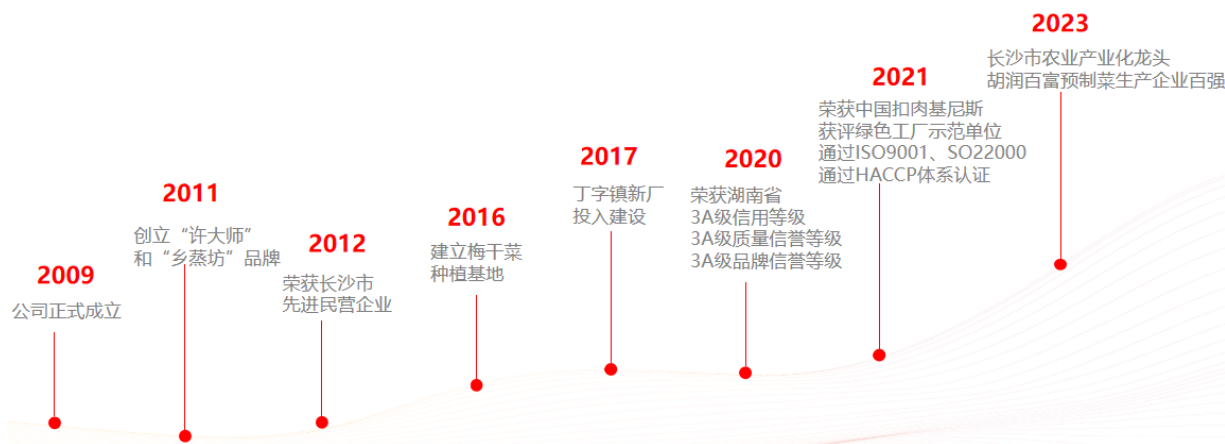 2009
公司正式成立
2011
创立“许大师”
和“乡蒸坊”品牌
2012
荣获长沙市
先进民营企业
2016
建立梅干菜
种植基地
2017
丁字镇新厂
投入建设
2020
荣获湖南省
3A级信用等级
3A级质量信誉等级
3A级品牌信誉等级
2021
荣获中国扣肉基尼斯
获评绿色工厂示范单位
通过ISO9001、SO22000
通过HACCP体系认证
2023
长沙市农业产业化龙头
胡润百富预制菜生产企业百强